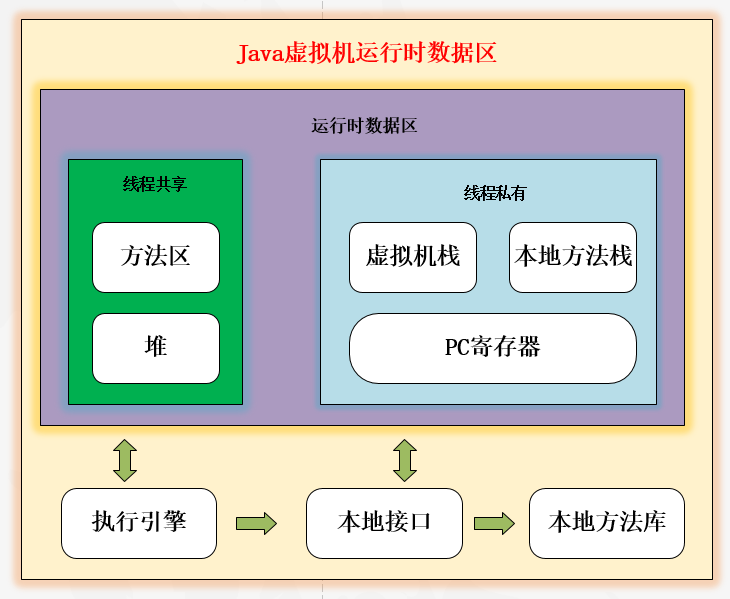 Java虚拟机运行时数据区
运行时数据区
线程共享
线程私有
方法区
虚拟机栈
本地方法栈
堆
PC寄存器
执行引擎
本地接口
本地方法库